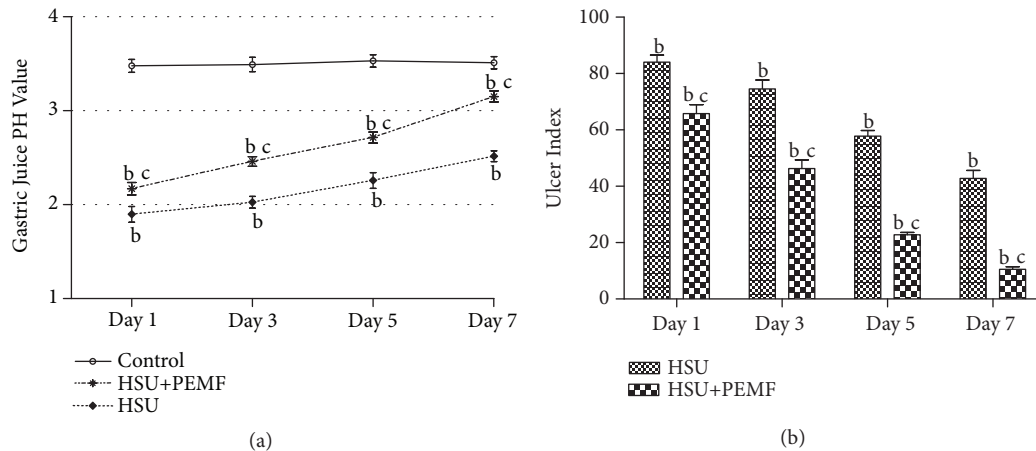 4
3
2
1
Gastric Juice PH Value
b c
b c
b c
b c
b
b
b
b
Day 1 Day 3 Day 5 Day 7
Control
HSU+PEMF
HSU
(a)
100
80
60
40
20
0
Ulcer Index
b
b c
b
b c
b
b c
b
b c
Day 1 Day 3 Day 5 Day 7
HSU
HSU+PEMF
(b)